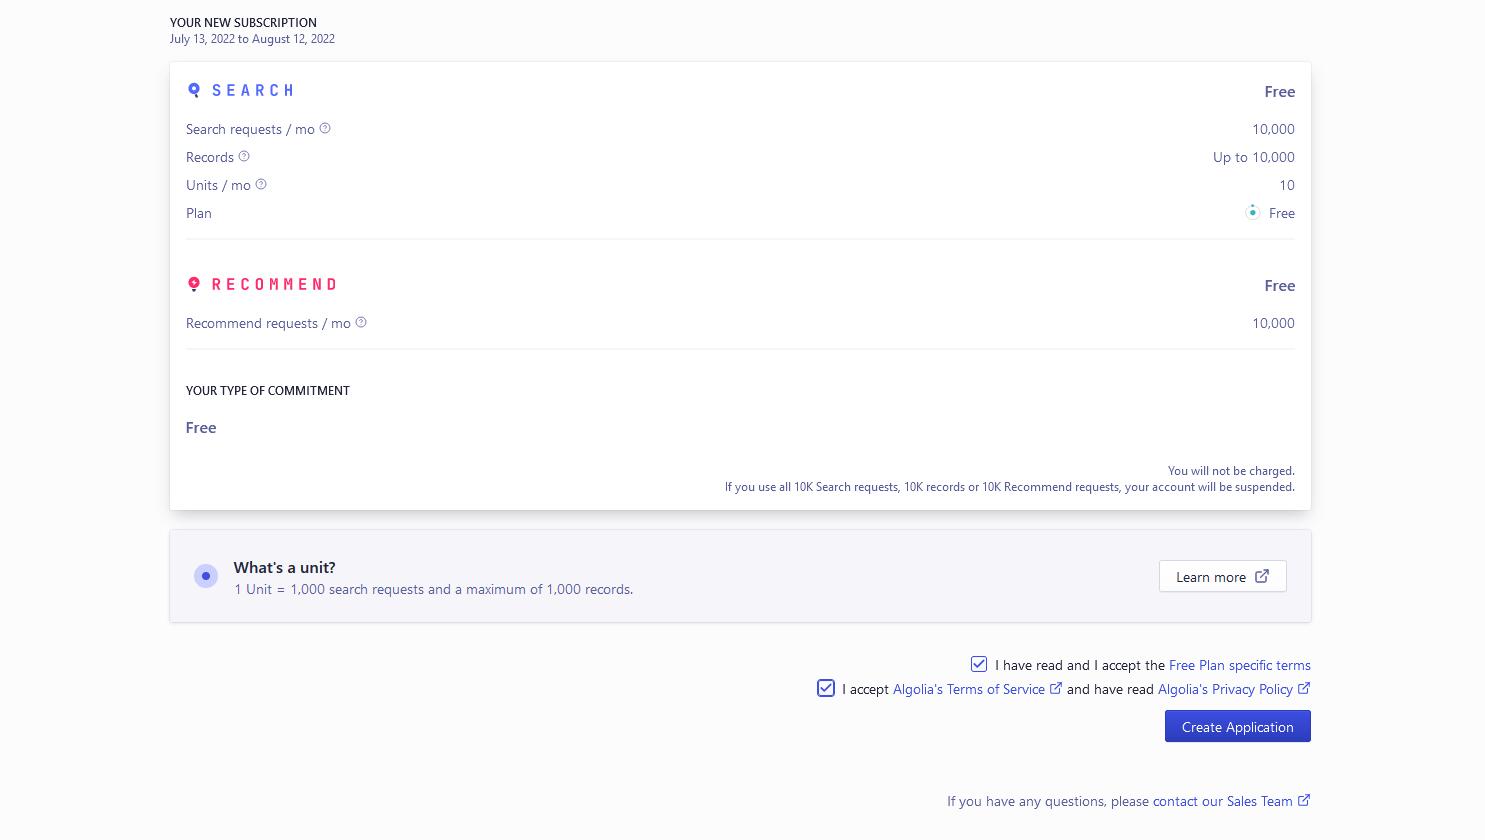 YOUR NEW SUBSCRIPTION
July 13, 2022 to August 12, 2022
SEARCH Free
Search requests / mo 10,000
Records Up to 10,000
Units / mo 10
Plan Free
RECOMMEND Free
Recommend requests / mo 10,000
YOUR TYPE OF COMMITMENT
Free
You will not be charged.
If you use all 10K Search requests, 10K records or 10K Recommend requests, your account will be suspended.
What's a unit?
1 Unit = 1,000 search requests and a maximum of 1,000 records.
Learn more
I have read and I accept the Free Plan specific terms
I accept Algolia's Terms of Service and have read Algolia's Privacy Policy
Create Application
If you have any questions, please contact our Sales Team